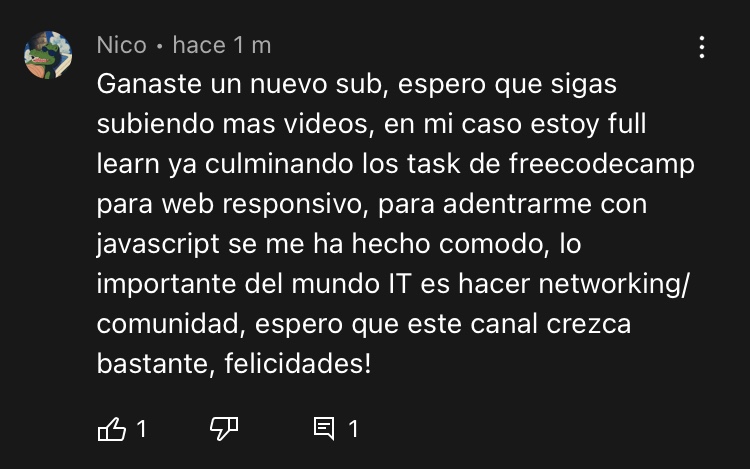 Nico • hace 1 m
Ganaste un nuevo sub, espero que sigas
subiendo mas videos, en mi caso estoy full
learn ya culminando los task de freecodecamp
para web responsivo, para adentrarme con
javascript se me ha hecho comodo, lo
importante del mundo IT es hacer networking/
comunidad, espero que este canal crezca
bastante, felicidades!
1 1